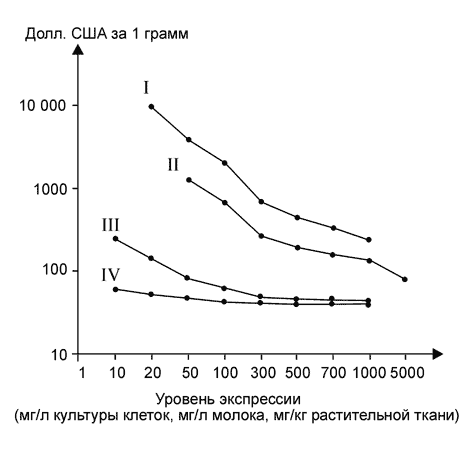 Долл. США за 1 грамм
I
10 000
II
1000
III
IV
100
10
1 10 20 50 100 300 500 700 1000 5000
Уровень экспрессии
(мг/л культуры клеток, мг/л молока, мг/кг растительной ткани)